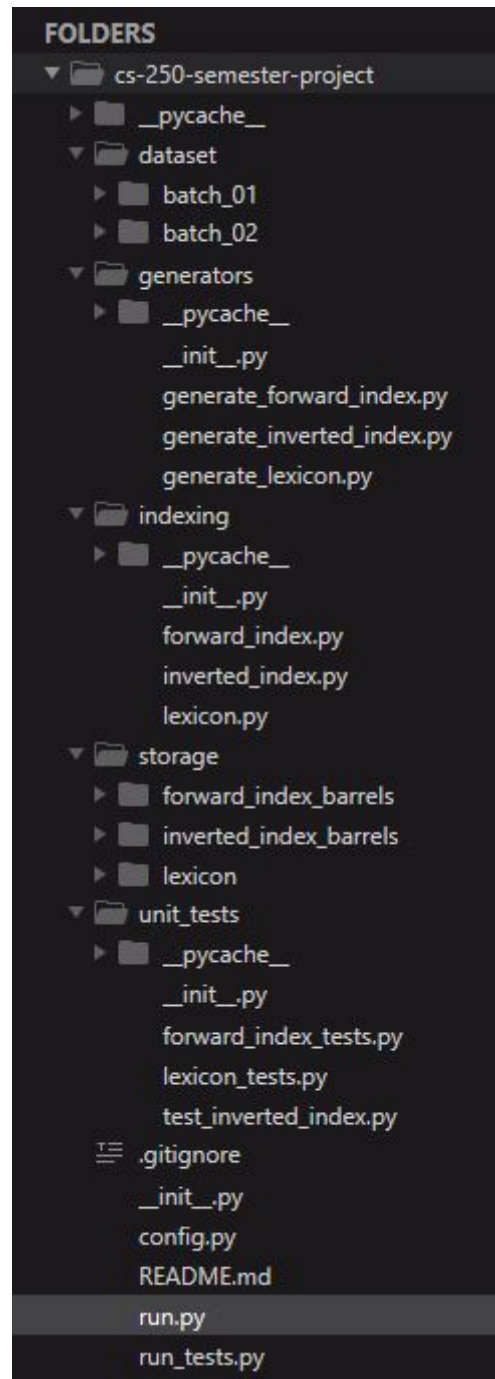 FOLDERS
cs-250-semester-project
__pycache__
dataset
batch_01
batch_02
generators
__pycache__
__init__.py
generate_forward_index.py
generate_inverted_index.py
generate_lexicon.py
indexing
__pycache__
__init__.py
forward_index.py
inverted_index.py
lexicon.py
storage
forward_index_barrels
inverted_index_barrels
lexicon
unit_tests
__pycache__
__init__.py
forward_index_tests.py
lexicon_tests.py
test_inverted_index.py
.gitignore
__init__.py
config.py
README.md
run.py
run_tests.py